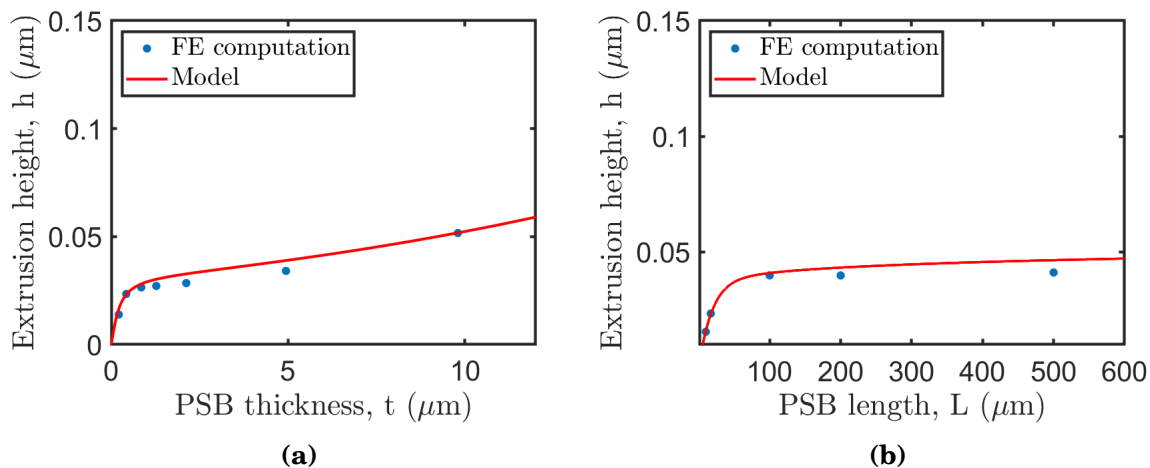 0.15
0.1
0.05
0
Extrusion height, h (μm)
FE computation
Model
0
5
10
PSB thickness, t (μm)
(a)
0.15
0.1
0.05
Extrusion height, h (μm)
FE computation
Model
100
200
300
400
500
600
PSB length, L (μm)
(b)